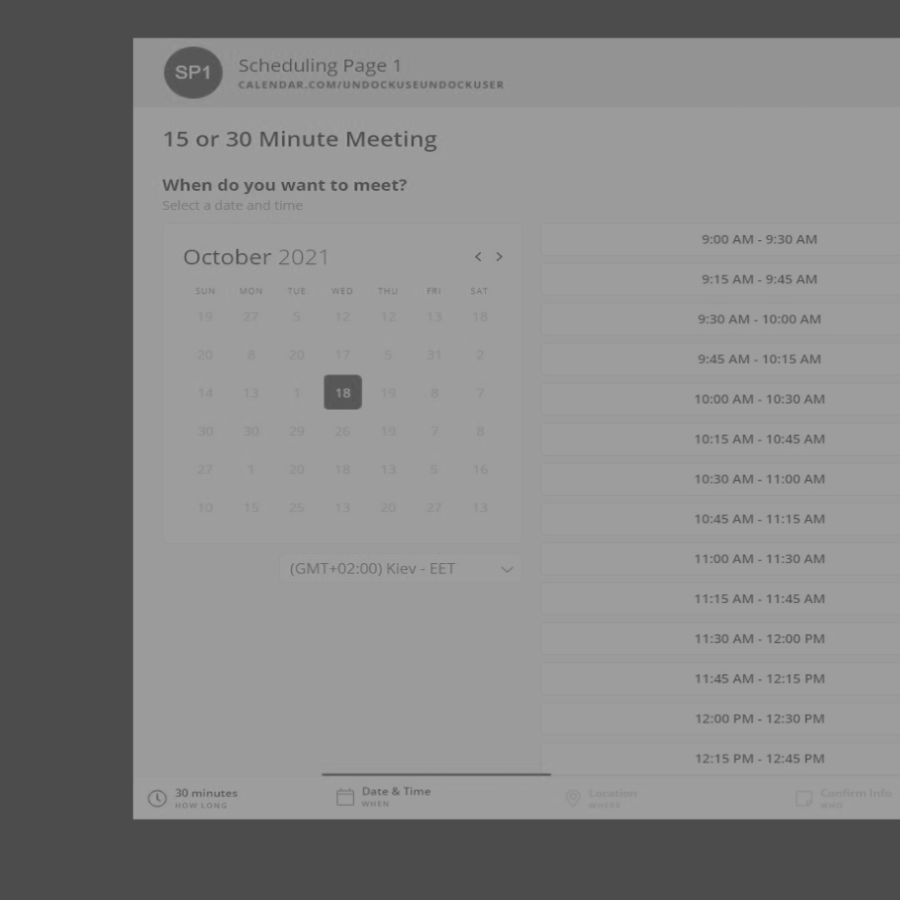 SP1
Scheduling Page 1
CALENDAR.COM/UNDOCKUSEUNDOCKUSER
15 or 30 Minute Meeting
When do you want to meet?
Select a date and time
October 2021
SUN MON TUE WED THU FRI SAT
19 27 5 12 12 13 18
20 8 20 17 5 31 2
14 13 1 18 19 8 7
30 30 29 26 19 7 8
27 1 20 18 13 5 16
10 15 25 13 20 27 13
(GMT+02:00) Kiev - EET
9:00 AM - 9:30 AM
9:15 AM - 9:45 AM
9:30 AM - 10:00 AM
9:45 AM - 10:15 AM
10:00 AM - 10:30 AM
10:15 AM - 10:45 AM
10:30 AM - 11:00 AM
10:45 AM - 11:15 AM
11:00 AM - 11:30 AM
11:15 AM - 11:45 AM
11:30 AM - 12:00 PM
11:45 AM - 12:15 PM
12:00 PM - 12:30 PM
12:15 PM - 12:45 PM
30 minutes
HOW LONG
Date & Time
WHEN
Location
WHERE
Confirm Info
WHO